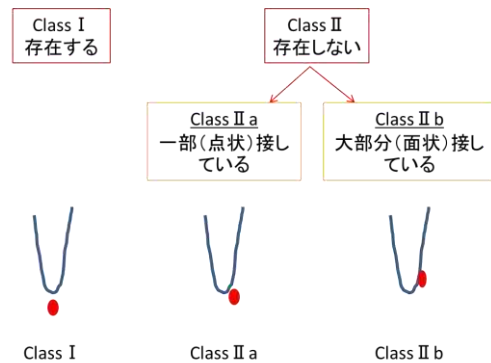 Class Ⅰ
存在する
Class Ⅱ
存在しない
Class Ⅱ a
一部（点状）接し
ている
Class Ⅱ b
大部分（面状）接し
ている
Class Ⅰ
Class Ⅱ a
Class Ⅱ b